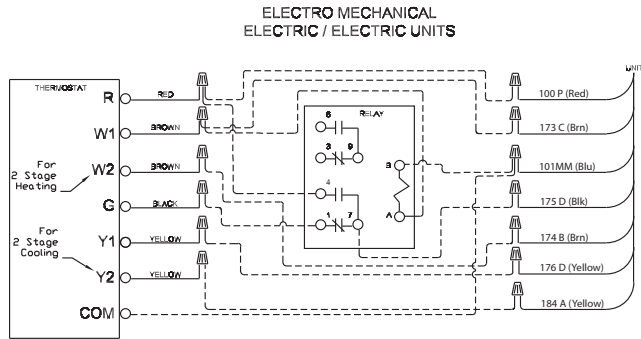 ELECTRO MECHANICAL
ELECTRIC / ELECTRIC UNITS
UNIT
THERMOSTAT
R RED
W1 BROWN
For
2 Stage
Heating
W2 BROWN
G BLACK
For
2 Stage
Cooling
Y1 YELLOW
Y2 YELLOW
COM
RELAY
6
3 9
4
1 7
B
A
100 P (Red)
173 C (Brn)
101MM (Blu)
175 D (Blk)
174 B (Brn)
176 D (Yellow)
184 A (Yellow)